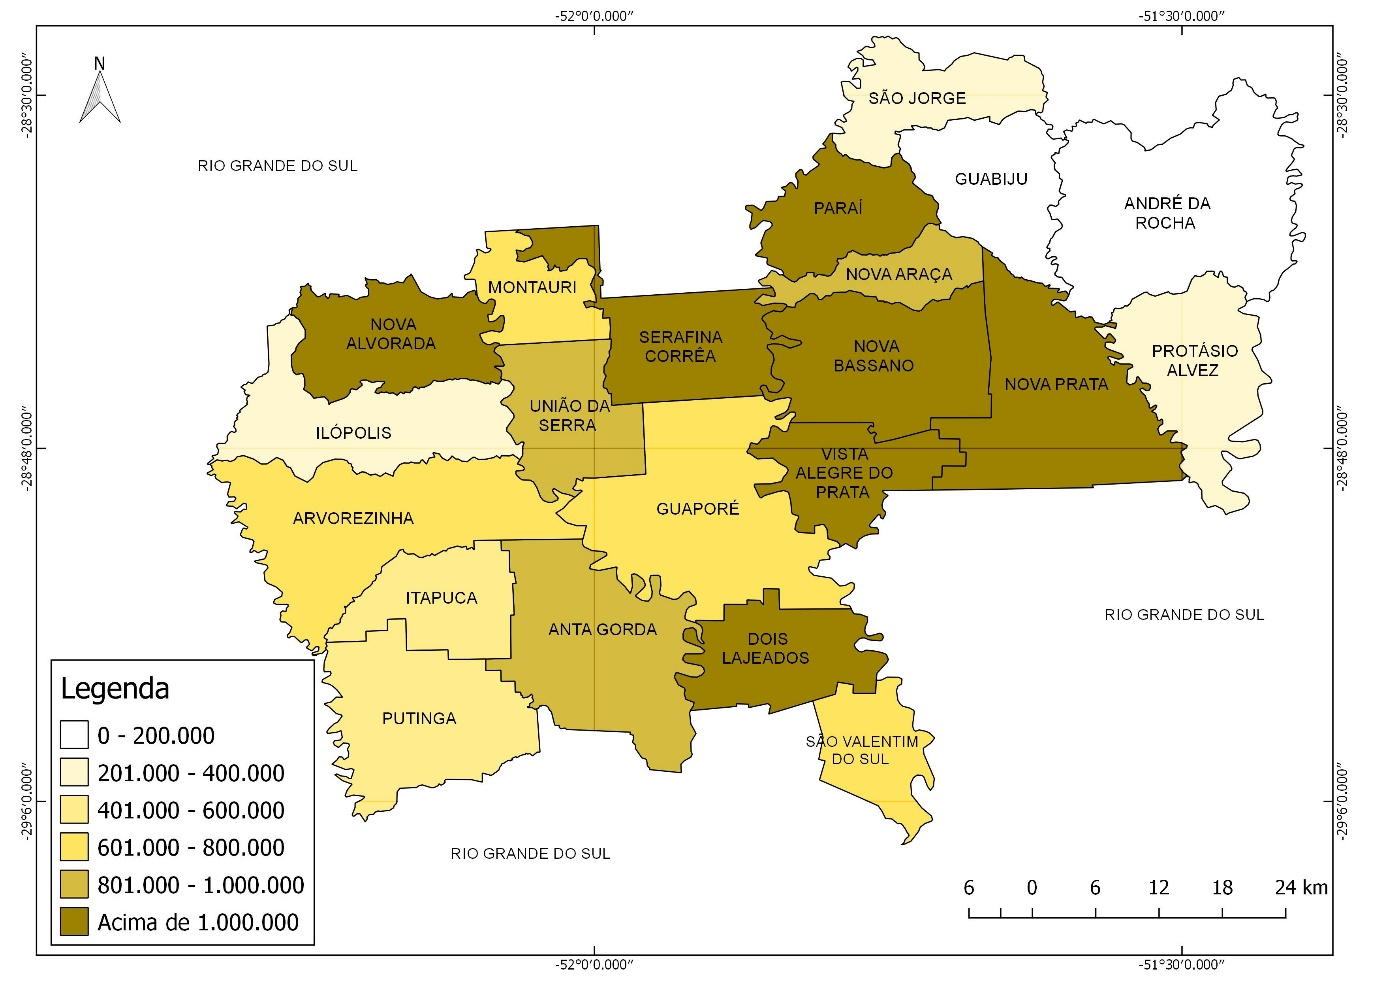 -52°0'0.000"
-51°30'0.000"
-28°30'0.000"
-28°30'0.000"
N
SÃO JORGE
RIO GRANDE DO SUL
GUABIJU
PARAÍ
ANDRÉ DA
ROCHA
NOVA ARAÇA
MONTAURI
NOVA
ALVORADA
SERAFINA
CORRÊA
NOVA
BASSANO
PROTÁSIO
ALVEZ
NOVA PRATA
UNIÃO DA
SERRA
ILÓPOLIS
-28°48'0.000"
-28°48'0.000"
VISTA
ALEGRE DO
PRATA
GUAPORÉ
ARVOREZINHA
ITAPUCA
RIO GRANDE DO SUL
ANTA GORDA
DOIS
LAJEADOS
PUTINGA
SÃO VALENTIM
DO SUL
Legenda
0 - 200.000
201.000 - 400.000
401.000 - 600.000
601.000 - 800.000
801.000 - 1.000.000
Acima de 1.000.000
-29°6'0.000"
-29°6'0.000"
RIO GRANDE DO SUL
6 0 6 12 18 24 km
-52°0'0.000"
-51°30'0.000"